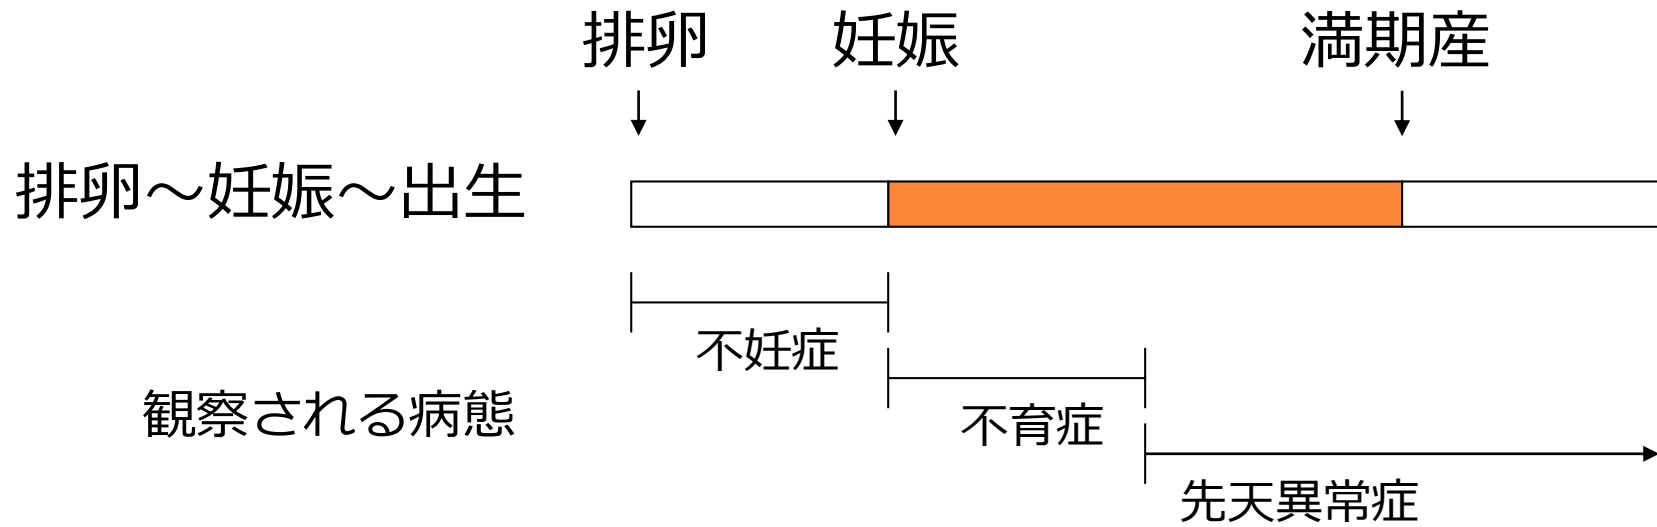 排卵
妊娠
満期産
排卵～妊娠～出生
不妊症
観察される病態
不育症
先天異常症